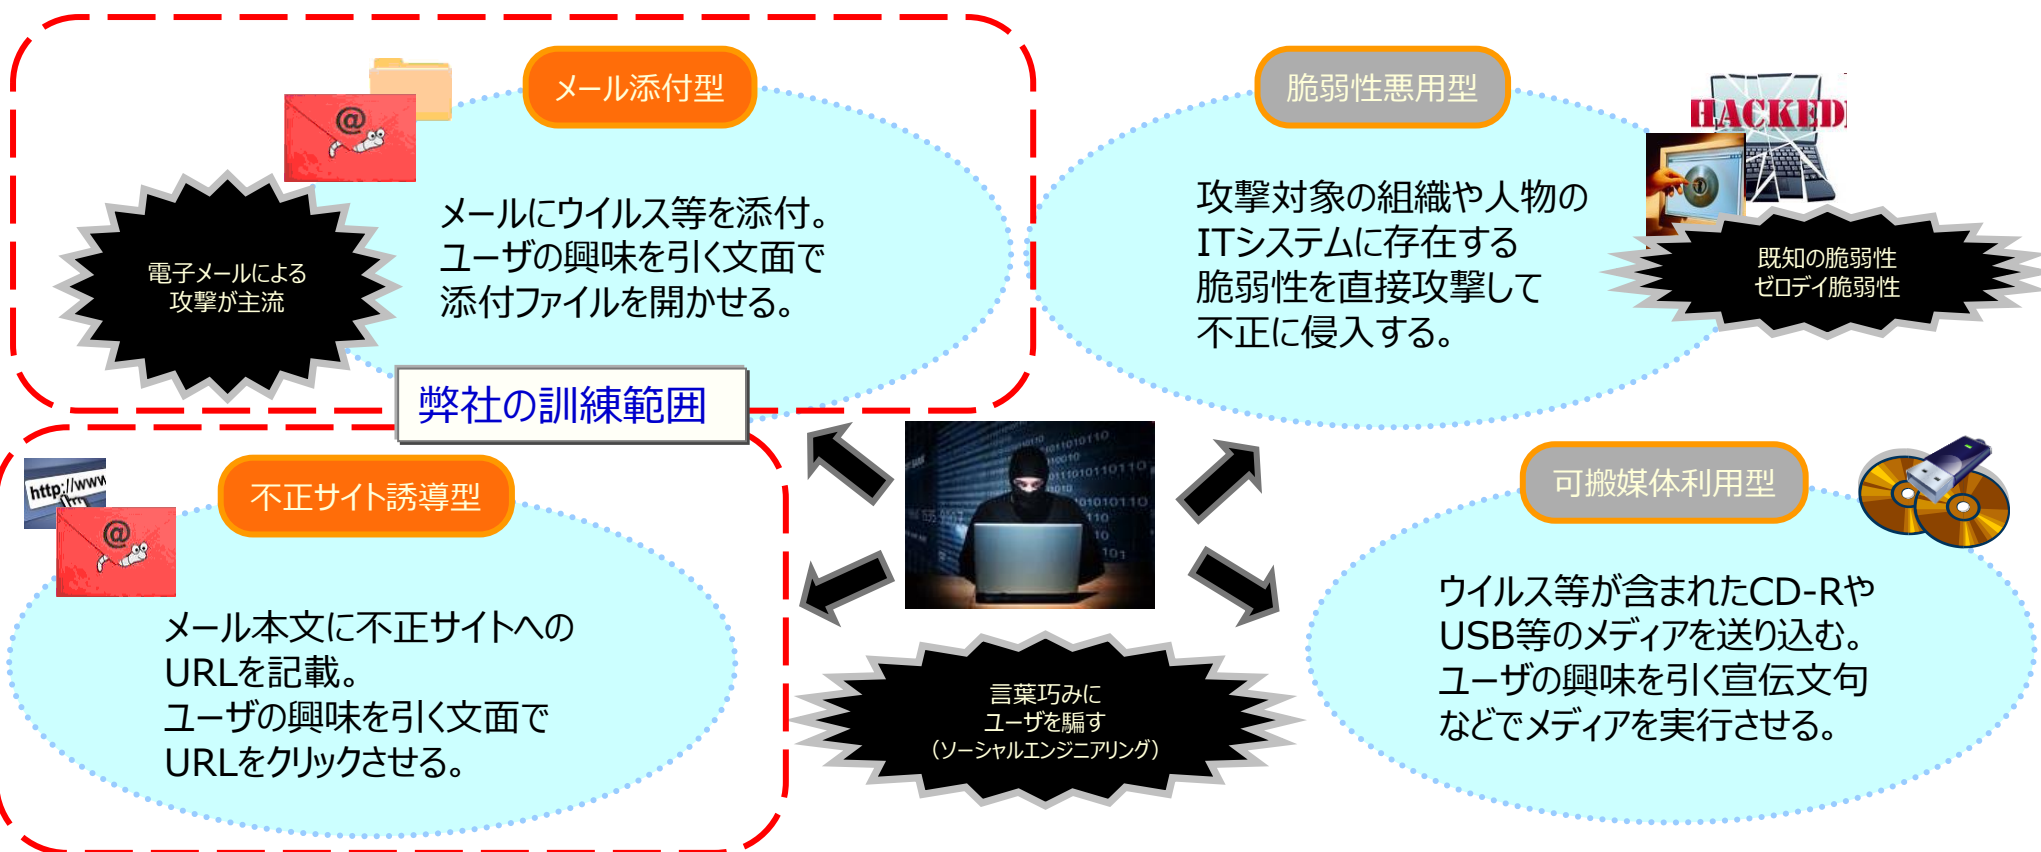 メール添付型
メールにウイルス等を添付。
ユーザの興味を引く文面で
添付ファイルを開かせる。
@
電子メールによる
攻撃が主流
脆弱性悪用型
攻撃対象の組織や人物の
ITシステムに存在する
脆弱性を直接攻撃して
不正に侵入する。
HACKED
既知の脆弱性
ゼロデイ脆弱性
弊社の訓練範囲
不正サイト誘導型
http://www
@
メール本文に不正サイトへの
URLを記載。
ユーザの興味を引く文面で
URLをクリックさせる。
言葉巧みに
ユーザを騙す
（ソーシャルエンジニアリング）
可搬媒体利用型
ウイルス等が含まれたCD-Rや
USB等のメディアを送り込む。
ユーザの興味を引く宣伝文句
などでメディアを実行させる。